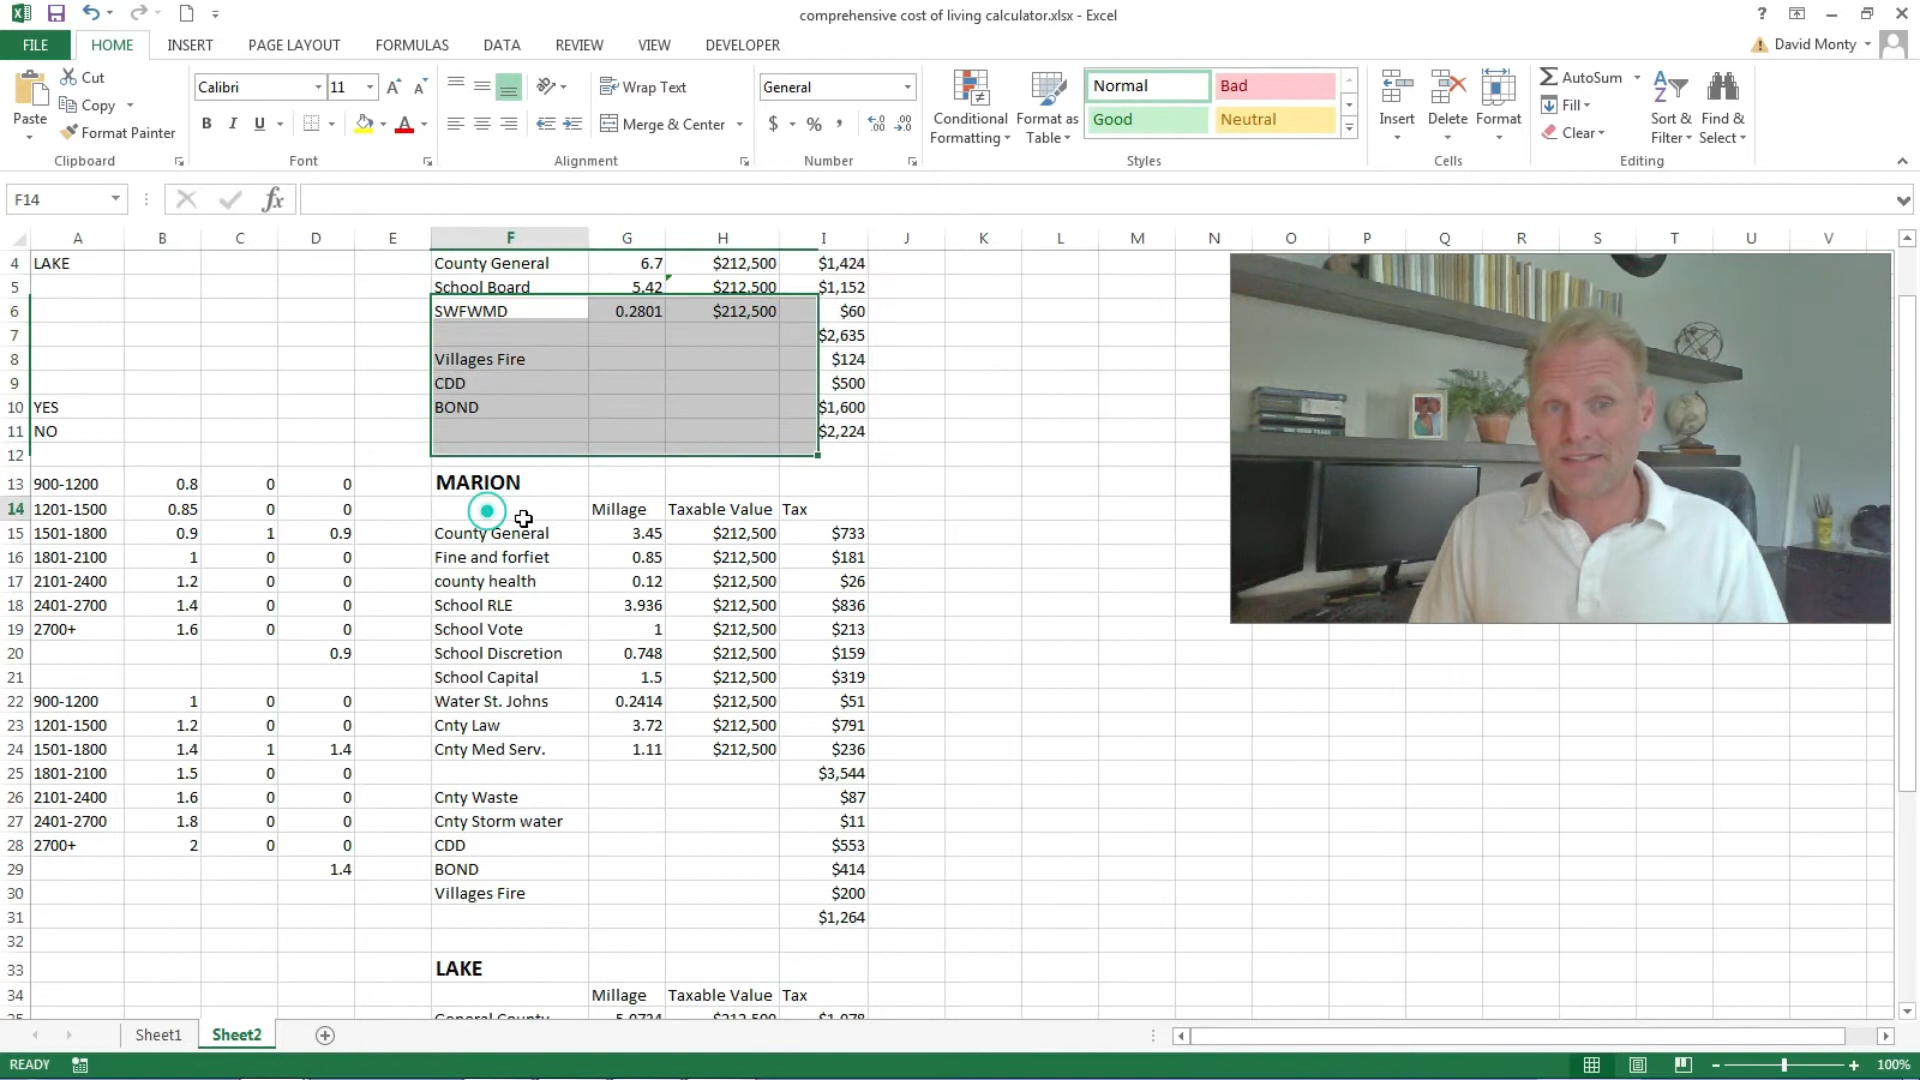 comprehensive cost of living calculator.xlsx - Excel
?
FILE HOME INSERT PAGE LAYOUT FORMULAS DATA REVIEW VIEW DEVELOPER David Monty
Paste
Cut
Copy
Format Painter
Clipboard
Calibri 11
B I U
Font
Wrap Text
Merge & Center
Alignment
General
$ % ,
Number
Conditional Formatting
Format as Table
Normal Bad
Good Neutral
Styles
Insert Delete Format
Cells
AutoSum
Fill
Clear
Sort & Filter
Find & Select
Editing
F14 fx
A B C D E F G H I J K L M N O P Q R S T U V
4 LAKE County General 6.7 $212,500 $1,424
5 School Board 5.42 $212,500 $1,152
6 SWFWMD 0.2801 $212,500 $60
7 $2,635
8 Villages Fire $124
9 CDD $500
10 YES BOND $1,600
11 NO $2,224
12
13 900-1200 0.8 0 0 MARION
14 1201-1500 0.85 0 0 Millage Taxable Value Tax
15 1501-1800 0.9 1 0.9 County General 3.45 $212,500 $733
16 1801-2100 1 0 0 Fine and forfiet 0.85 $212,500 $181
17 2101-2400 1.2 0 0 county health 0.12 $212,500 $26
18 2401-2700 1.4 0 0 School RLE 3.936 $212,500 $836
19 2700+ 1.6 0 0 School Vote 1 $212,500 $213
20 0.9 School Discretion 0.748 $212,500 $159
21 School Capital 1.5 $212,500 $319
22 900-1200 1 0 0 Water St. Johns 0.2414 $212,500 $51
23 1201-1500 1.2 0 0 Cnty Law 3.72 $212,500 $791
24 1501-1800 1.4 1 1.4 Cnty Med Serv. 1.11 $212,500 $236
25 1801-2100 1.5 0 0 $3,544
26 2101-2400 1.6 0 0 Cnty Waste $87
27 2401-2700 1.8 0 0 Cnty Storm water $11
28 2700+ 2 0 0 CDD $553
29 1.4 BOND $414
30 Villages Fire $200
31 $1,264
32
33 LAKE
34 Millage Taxable Value Tax
General County 5.0734 $212,500 $1,078
Sheet1 Sheet2
READY 100%